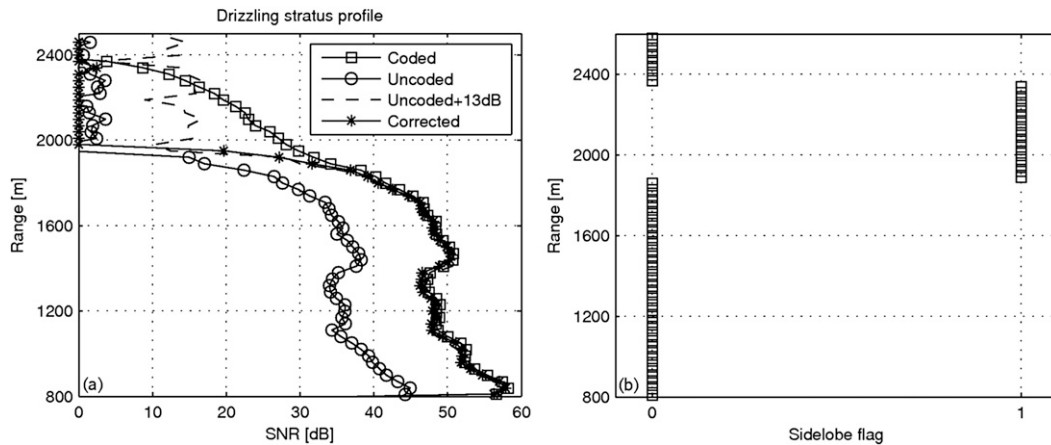 Drizzling stratus profile
2400
2000
1600
1200
800
Range [m]
Coded
Uncoded
Uncoded+13dB
Corrected
(a)
0
10
20
30
40
50
60
SNR [dB]
2400
2000
1600
1200
800
Range [m]
(b)
0
1
Sidelobe flag